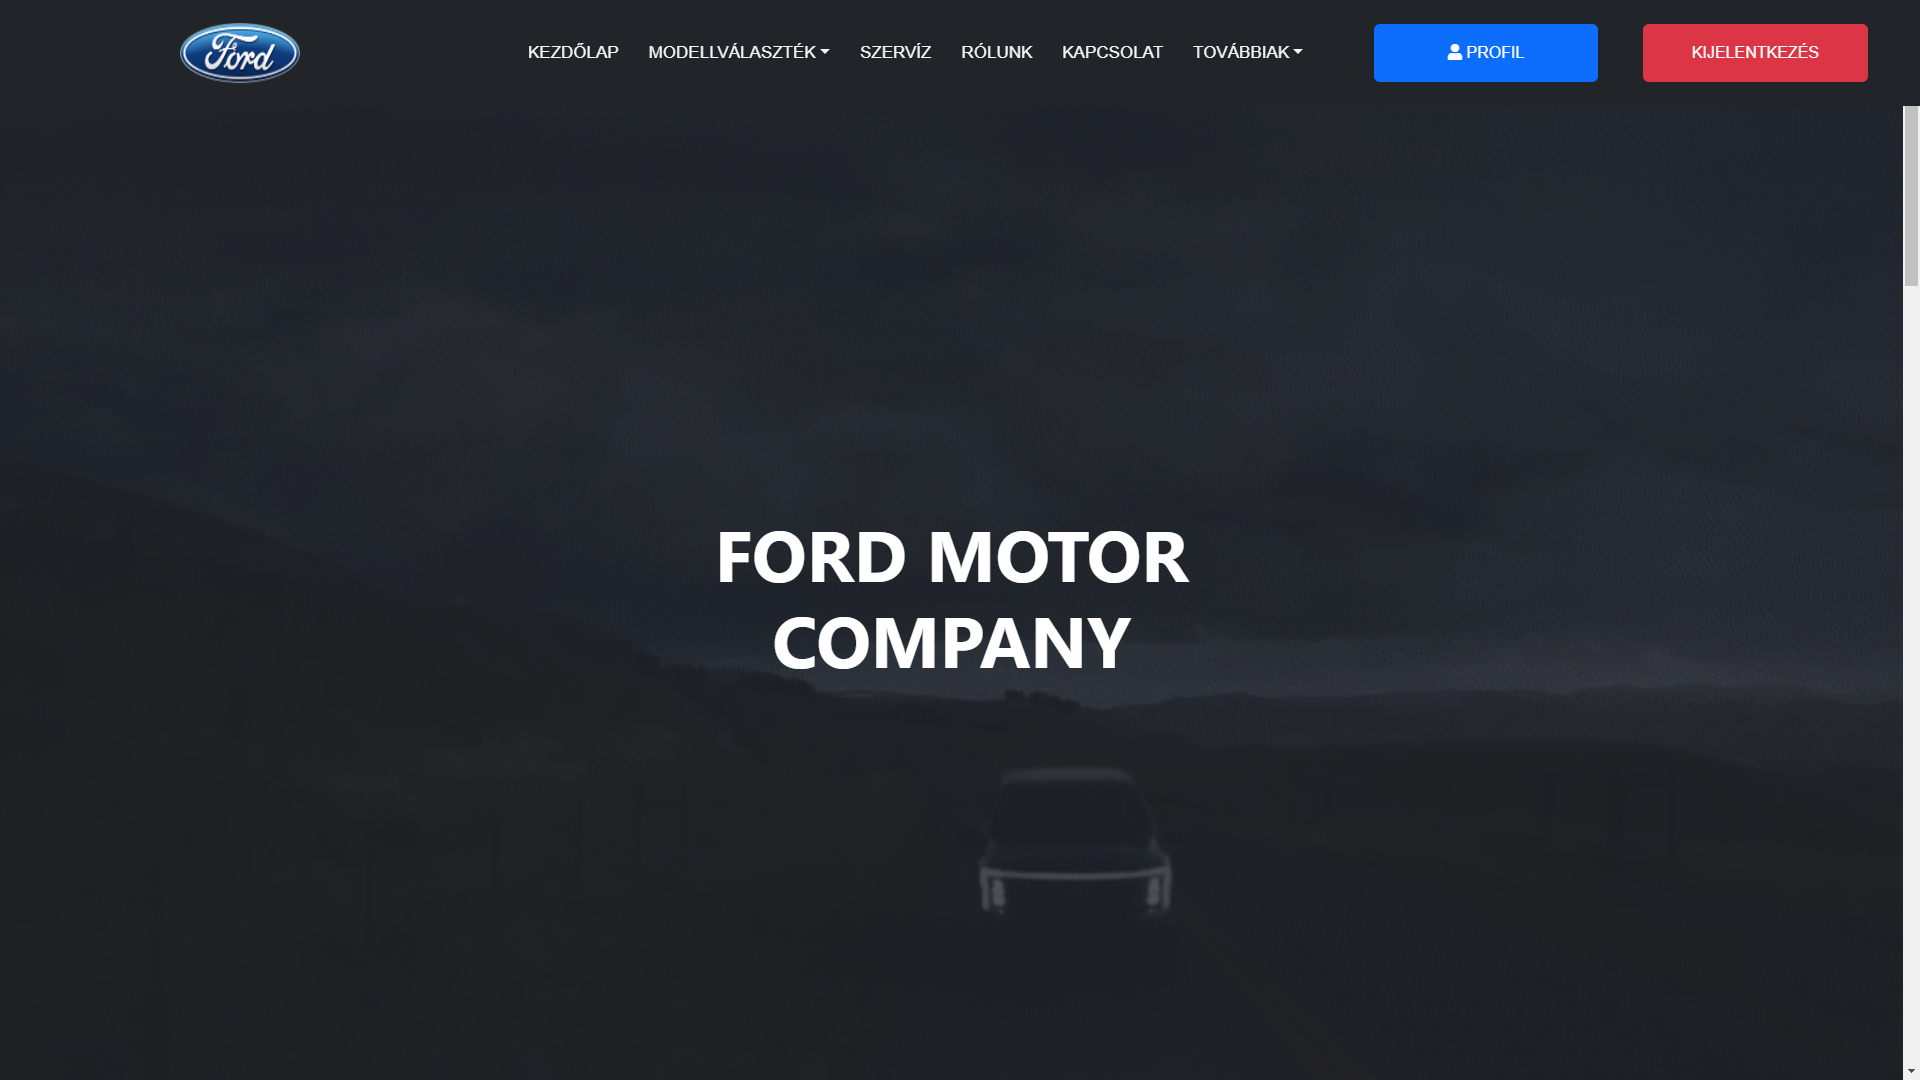 Ford
KEZDŐLAP MODELLVÁLASZTÉK SZERVÍZ RÓLUNK KAPCSOLAT TOVÁBBIAK PROFIL KIJELENTKEZÉS
FORD MOTOR
COMPANY